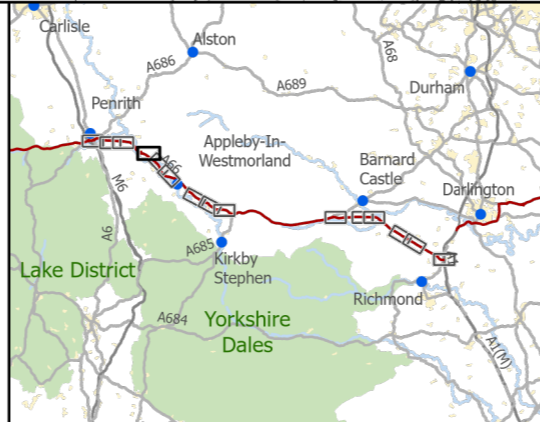 Carlisle
Alston
A686
A68
A689
Durham
Penrith
Appleby-In-
Westmorland
A66
Barnard
Castle
Darlington
M6
A6
A685
Lake District
Kirkby
Stephen
Richmond
A684
Yorkshire
Dales
A1(M)